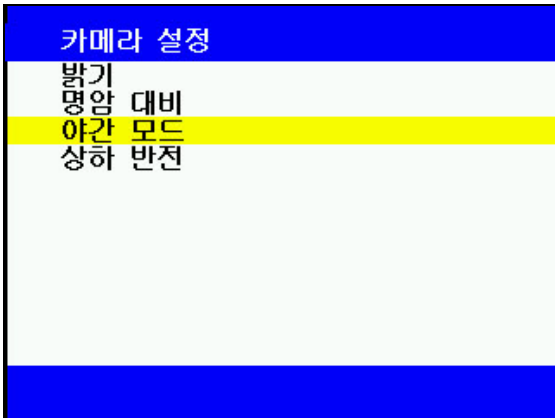 카메라 설정
밝기
명암 대비
야간 모드
상하 반전